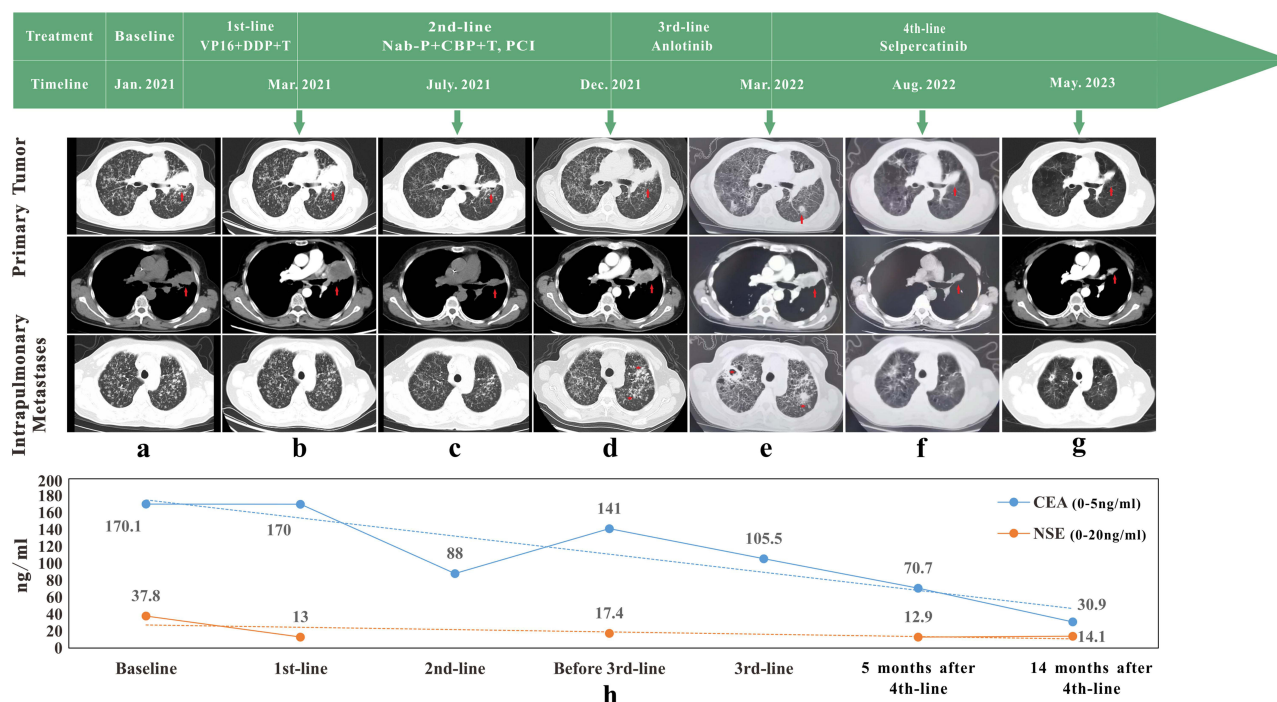 Treatment
Baseline
1st-line
VP16+DDP+T
2nd-line
Nab-P+CBP+T, PCI
3rd-line
Anlotinib
4th-line
Selpercatinib
Timeline
Jan. 2021
Mar. 2021
July. 2021
Dec. 2021
Mar. 2022
Aug. 2022
May. 2023
Primary Tumor
Intrapulmonary
Metastases
a
b
c
d
e
f
g
200
180
160
140
120
100
80
60
40
20
0
ng/ml
170.1
170
88
141
105.5
70.7
30.9
37.8
13
17.4
12.9
14.1
CEA (0-5ng/ml)
NSE (0-20ng/ml)
Baseline
1st-line
2nd-line
Before 3rd-line
3rd-line
5 months after
4th-line
14 months after
4th-line
h